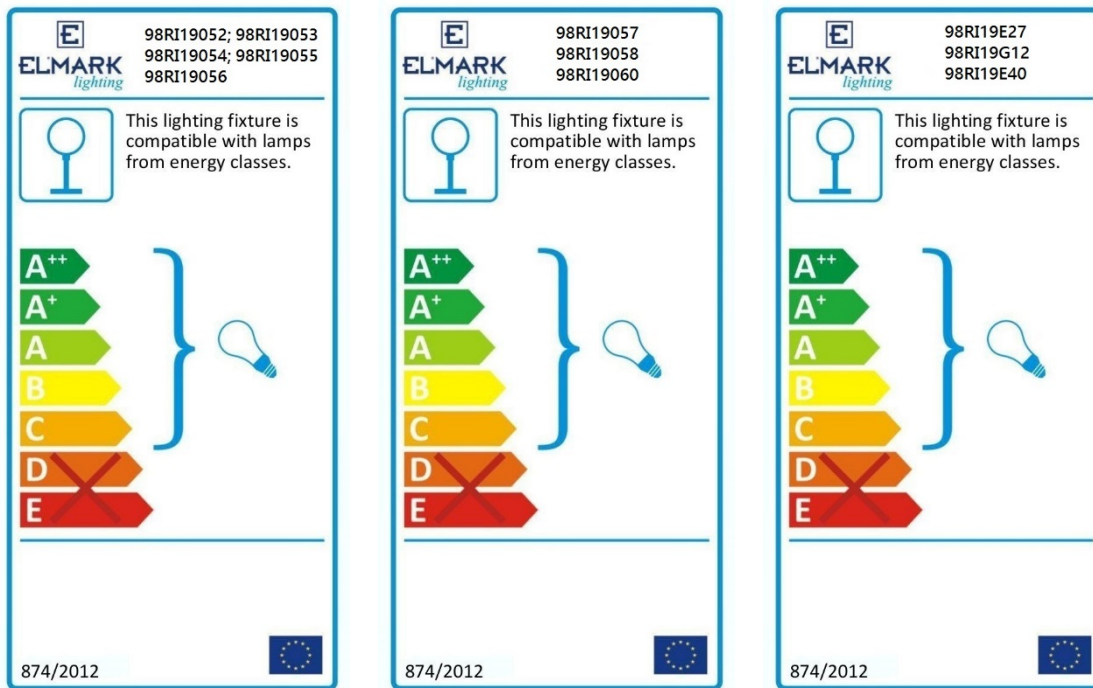 E
ELMARK
lighting
98RI19052; 98RI19053
98RI19054; 98RI19055
98RI19056
This lighting fixture is
compatible with lamps
from energy classes.
A++
A+
A
B
C
D
E
874/2012
E
ELMARK
lighting
98RI19057
98RI19058
98RI19060
This lighting fixture is
compatible with lamps
from energy classes.
A++
A+
A
B
C
D
E
874/2012
E
ELMARK
lighting
98RI19E27
98RI19G12
98RI19E40
This lighting fixture is
compatible with lamps
from energy classes.
A++
A+
A
B
C
D
E
874/2012